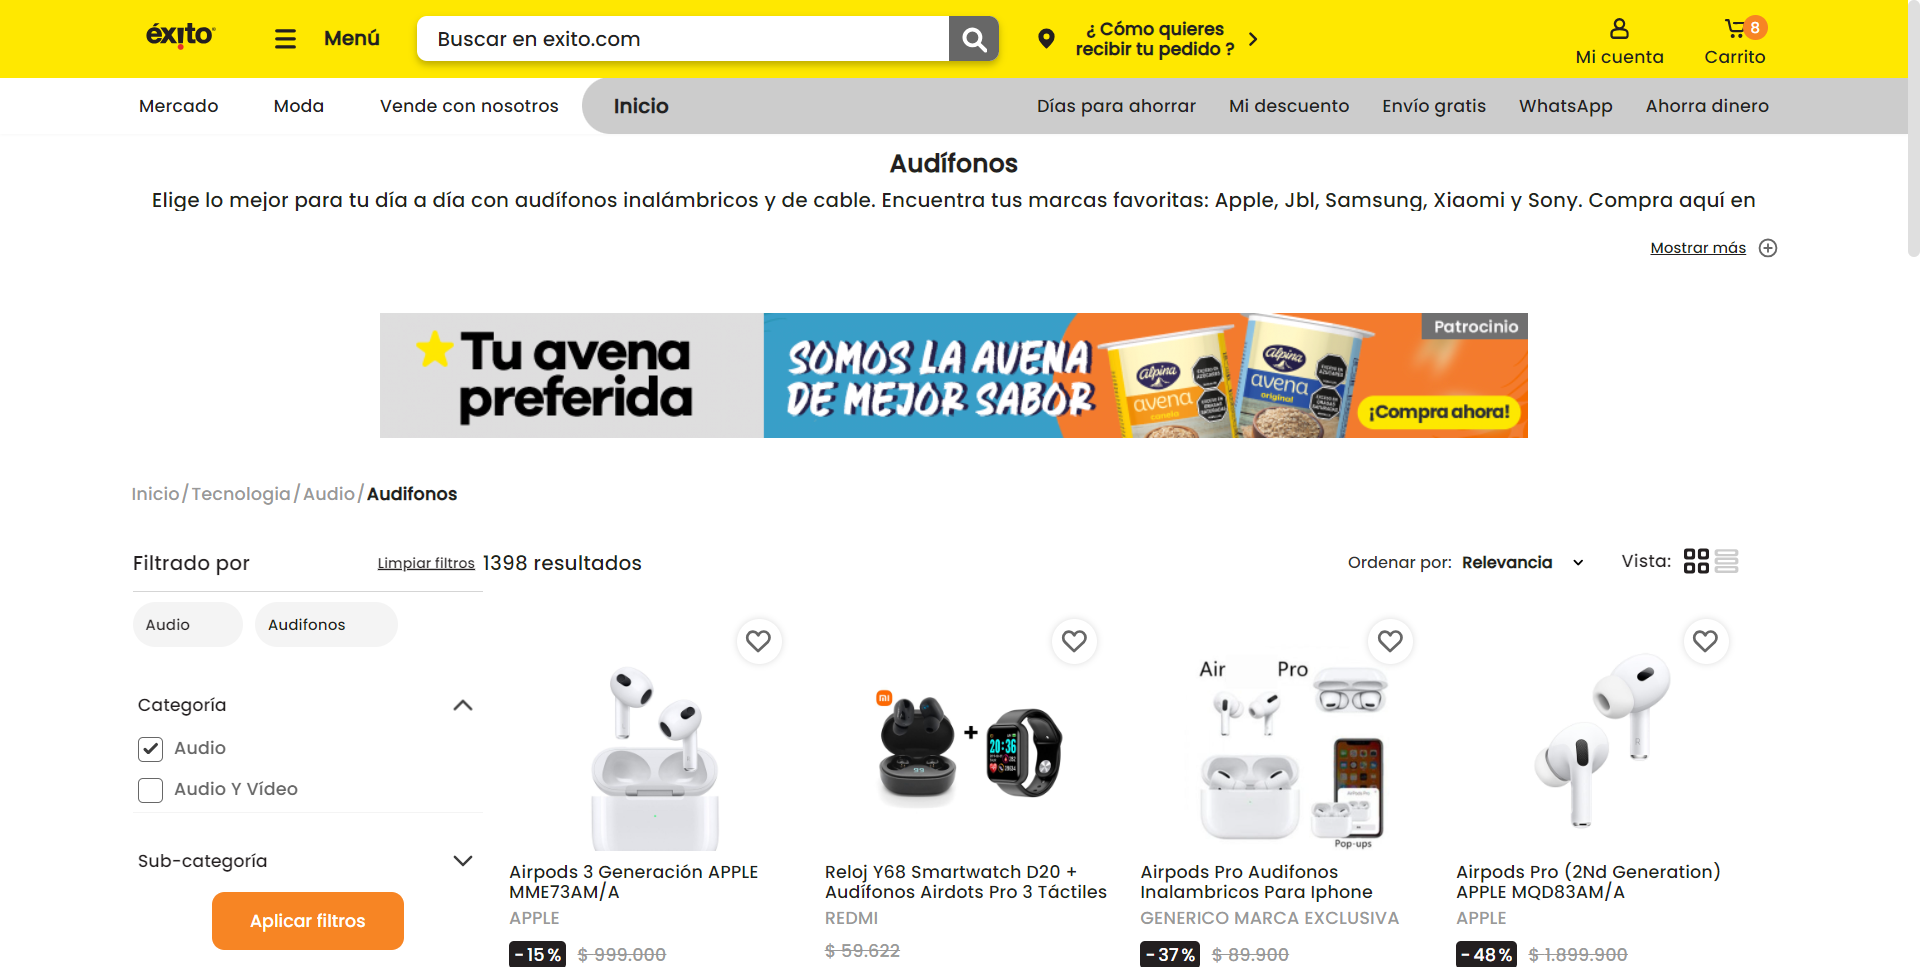 éxito
Menú
Buscar en exito.com
¿ Cómo quieres
recibir tu pedido ?
Mi cuenta
8
Carrito
Mercado
Moda
Vende con nosotros
Inicio
Días para ahorrar
Mi descuento
Envío gratis
WhatsApp
Ahorra dinero
Audífonos
Elige lo mejor para tu día a día con audífonos inalámbricos y de cable. Encuentra tus marcas favoritas: Apple, Jbl, Samsung, Xiaomi y Sony. Compra aquí en
Mostrar más
Tu avena
preferida
SOMOS LA AVENA
DE MEJOR SABOR
alpina
avena
canela
alpina
avena
original
Patrocinio
¡Compra ahora!
Inicio/Tecnologia/Audio/Audifonos
Filtrado por
Limpiar filtros
1398 resultados
Ordenar por: Relevancia
Vista:
Audio
Audifonos
Categoría
Audio
Audio Y Vídeo
Sub-categoría
Aplicar filtros
Airpods 3 Generación APPLE
MME73AM/A
APPLE
-15%
$ 999.000
mi
20:36
Reloj Y68 Smartwatch D20 +
Audífonos Airdots Pro 3 Táctiles
REDMI
$ 59.622
Air
Pro
Pop-ups
Airpods Pro Audifonos
Inalambricos Para Iphone
GENERICO MARCA EXCLUSIVA
-37%
$ 89.900
Airpods Pro (2Nd Generation)
APPLE MQD83AM/A
APPLE
-48%
$ 1.899.900